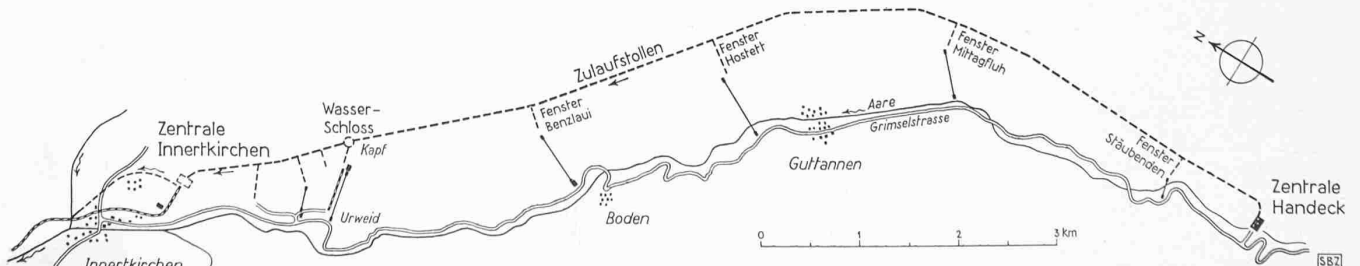 Zentrale
Innertkirchen
Innertkirchen
Wasser-
Schloss
Kapf
Urweid
Zulaufstollen
Fenster
Benzlaui
Boden
Fenster
Hostett
Guttannen
Aare
Grimselstrasse
Fenster
Mittagfluh
Fenster
Stäubenden
Zentrale
Handeck
N
0 1 2 3 km
SBZ